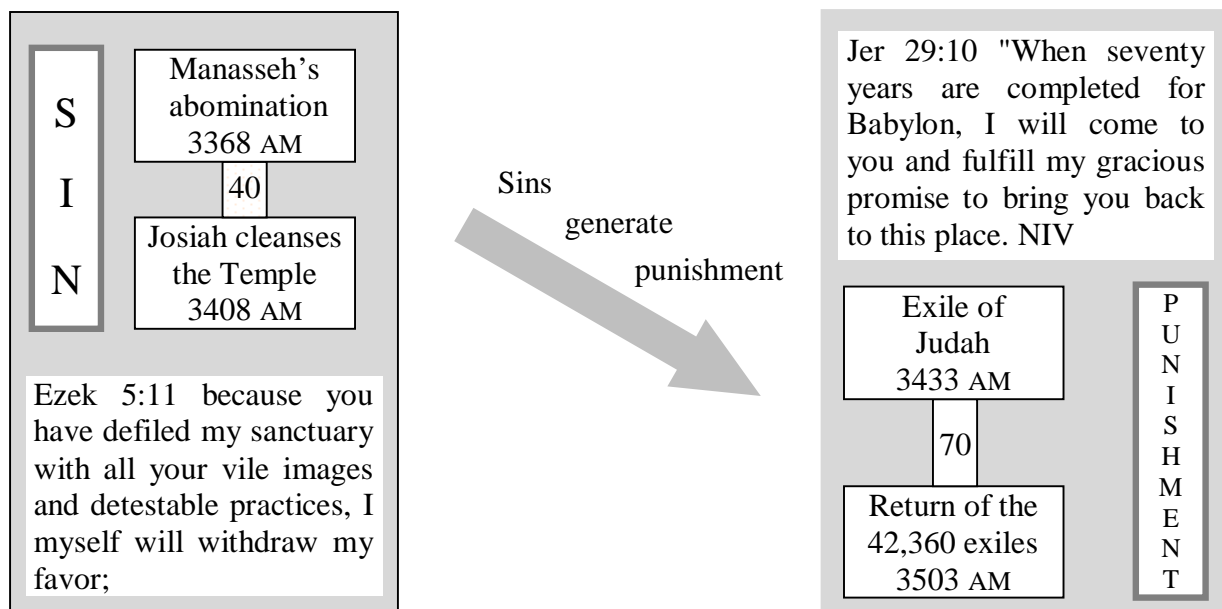 S
I
N
Manasseh's
abomination
3368 AM
40
Josiah cleanses
the Temple
3408 AM
Ezek 5:11 because you
have defiled my sanctuary
with all your vile images
and detestable practices, I
myself will withdraw my
favor;
Sins
generate
punishment
Jer 29:10 "When seventy
years are completed for
Babylon, I will come to
you and fulfill my gracious
promise to bring you back
to this place. NIV
Exile of
Judah
3433 AM
70
Return of the
42,360 exiles
3503 AM
P
U
N
I
S
H
M
E
N
T